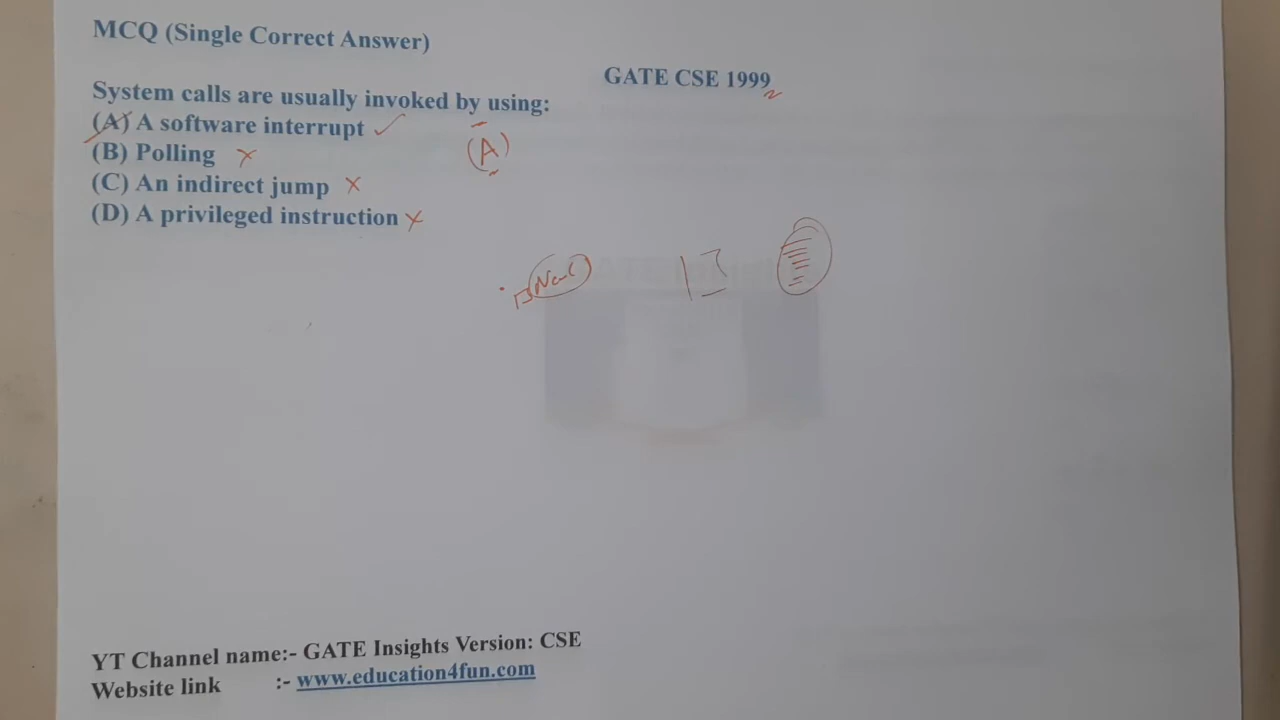 MCQ (Single Correct Answer)
GATE CSE 1999
System calls are usually invoked by using:
(A) A software interrupt
(A)
(B) Polling
(C) An indirect jump
(D) A privileged instruction
YT Channel name:- GATE Insights Version: CSE
Website link :- www.education4fun.com